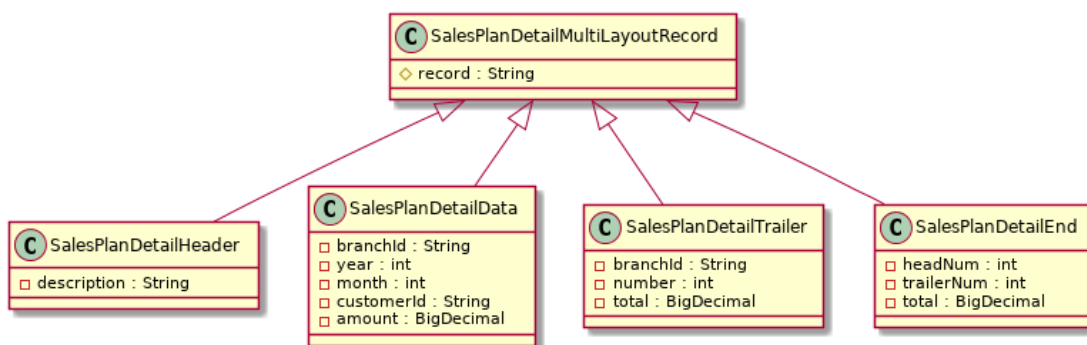 C SalesPlanDetailMultiLayoutRecord
record : String
C SalesPlanDetailHeader
description : String
C SalesPlanDetailData
branchId : String
year : int
month : int
customerId : String
amount : BigDecimal
C SalesPlanDetailTrailer
branchId : String
number : int
total : BigDecimal
C SalesPlanDetailEnd
headNum : int
trailerNum : int
total : BigDecimal